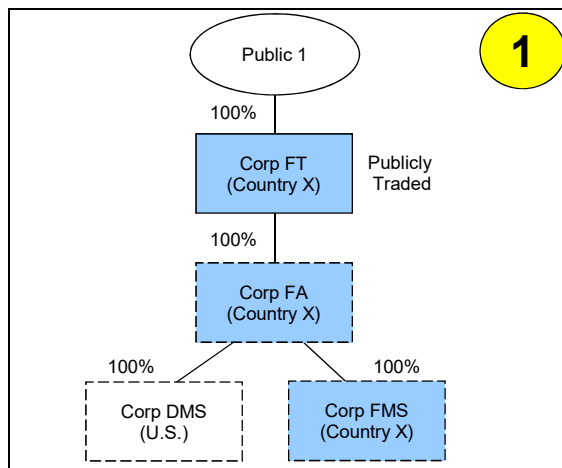 Public 1
1
100%
Corp FT
(Country X)
Publicly
Traded
100%
Corp FA
(Country X)
100%
100%
Corp DMS
(U.S.)
Corp FMS
(Country X)